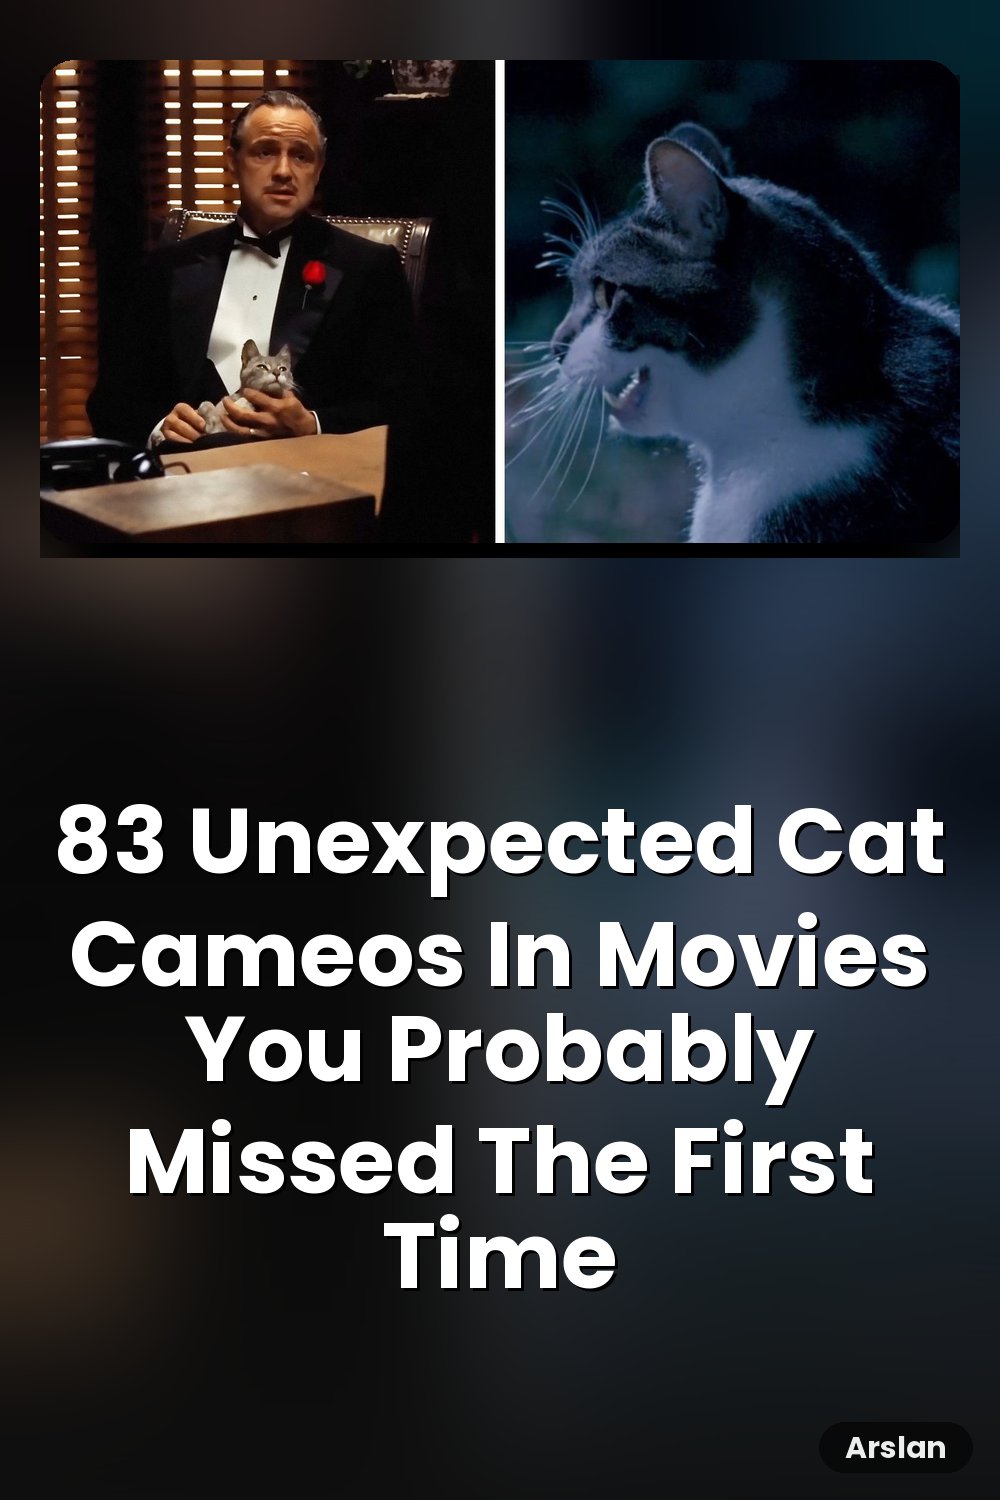 83 Unexpected Cat
Cameos In Movies
You Probably
Missed The First
Time
Arslan